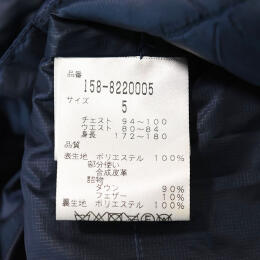 品番
158-8220005
サイズ
5
チェスト 94〜100
ウエスト 80〜84
身長 172〜180
品質
表生地 ポリエステル 100%
部分使い
合成皮革
詰物
ダウン 90%
フェザー 10%
裏生地 ポリエステル 100%